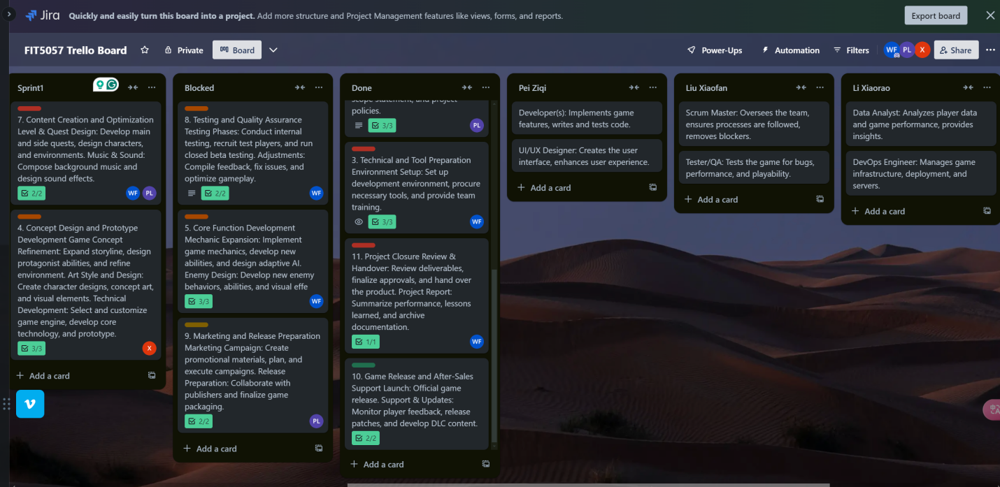 Jira Quickly and easily turn this board into a project. Add more structure and Project Management features like views, forms, and reports. Export board
FIT5057 Trello Board Private Board Power-Ups Automation Filters WF PL X Share
Sprint1
7. Content Creation and Optimization
Level & Quest Design: Develop main
and side quests, design characters,
and environments. Music & Sound:
Compose background music and
design sound effects.
2/2 WF PL
4. Concept Design and Prototype
Development Game Concept
Refinement: Expand storyline, design
protagonist abilities, and refine
environment. Art Style and Design:
Create character designs, concept art,
and visual elements. Technical
Development: Select and customize
game engine, develop core
technology, and prototype.
3/3 X
Add a card
Blocked
8. Testing and Quality Assurance
Testing Phases: Conduct internal
testing, recruit test players, and run
closed beta testing. Adjustments:
Compile feedback, fix issues, and
optimize gameplay.
2/2 WF
5. Core Function Development
Mechanic Expansion: Implement
game mechanics, develop new
abilities, and design adaptive AI.
Enemy Design: Develop new enemy
behaviors, abilities, and visual effe
3/3 WF
9. Marketing and Release Preparation
Marketing Campaign: Create
promotional materials, plan, and
execute campaigns. Release
Preparation: Collaborate with
publishers and finalize game
packaging.
2/2 PL
Add a card
Done
scope statement, and project
policies.
3/3 PL
3. Technical and Tool Preparation
Environment Setup: Set up
development environment, procure
necessary tools, and provide team
training.
3/3 WF
11. Project Closure Review &
Handover: Review deliverables,
finalize approvals, and hand over
the product. Project Report:
Summarize performance, lessons
learned, and archive
documentation.
1/1 WF
10. Game Release and After-Sales
Support Launch: Official game
release. Support & Updates:
Monitor player feedback, release
patches, and develop DLC content.
2/2
Add a card
Pei Ziqi
Developer(s): Implements game
features, writes and tests code.
UI/UX Designer: Creates the user
interface, enhances user experience.
Add a card
Liu Xiaofan
Scrum Master: Oversees the team,
ensures processes are followed,
removes blockers.
Tester/QA: Tests the game for bugs,
performance, and playability.
Add a card
Li Xiaorao
Data Analyst: Analyzes player data
and game performance, provides
insights.
DevOps Engineer: Manages game
infrastructure, deployment, and
servers.
Add a card